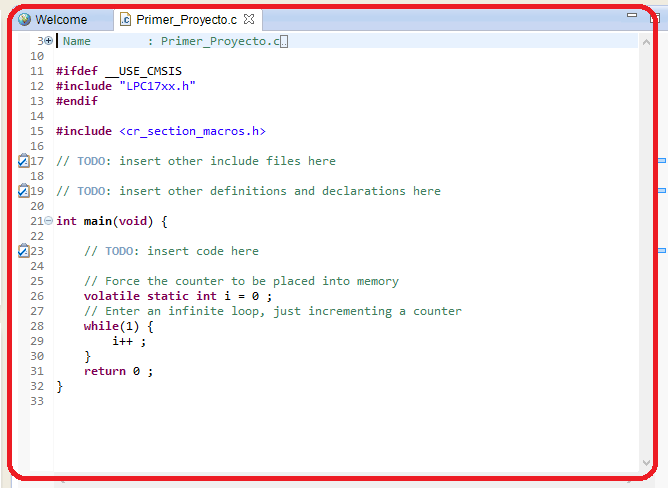 Welcome Primer_Proyecto.c
3 Name : Primer_Proyecto.c
10
11 #ifdef __USE_CMSIS
12 #include "LPC17xx.h"
13 #endif
14
15 #include <cr_section_macros.h>
16
17 // TODO: insert other include files here
18
19 // TODO: insert other definitions and declarations here
20
21 int main(void) {
22
23 // TODO: insert code here
24
25 // Force the counter to be placed into memory
26 volatile static int i = 0 ;
27 // Enter an infinite loop, just incrementing a counter
28 while(1) {
29 i++ ;
30 }
31 return 0 ;
32 }
33